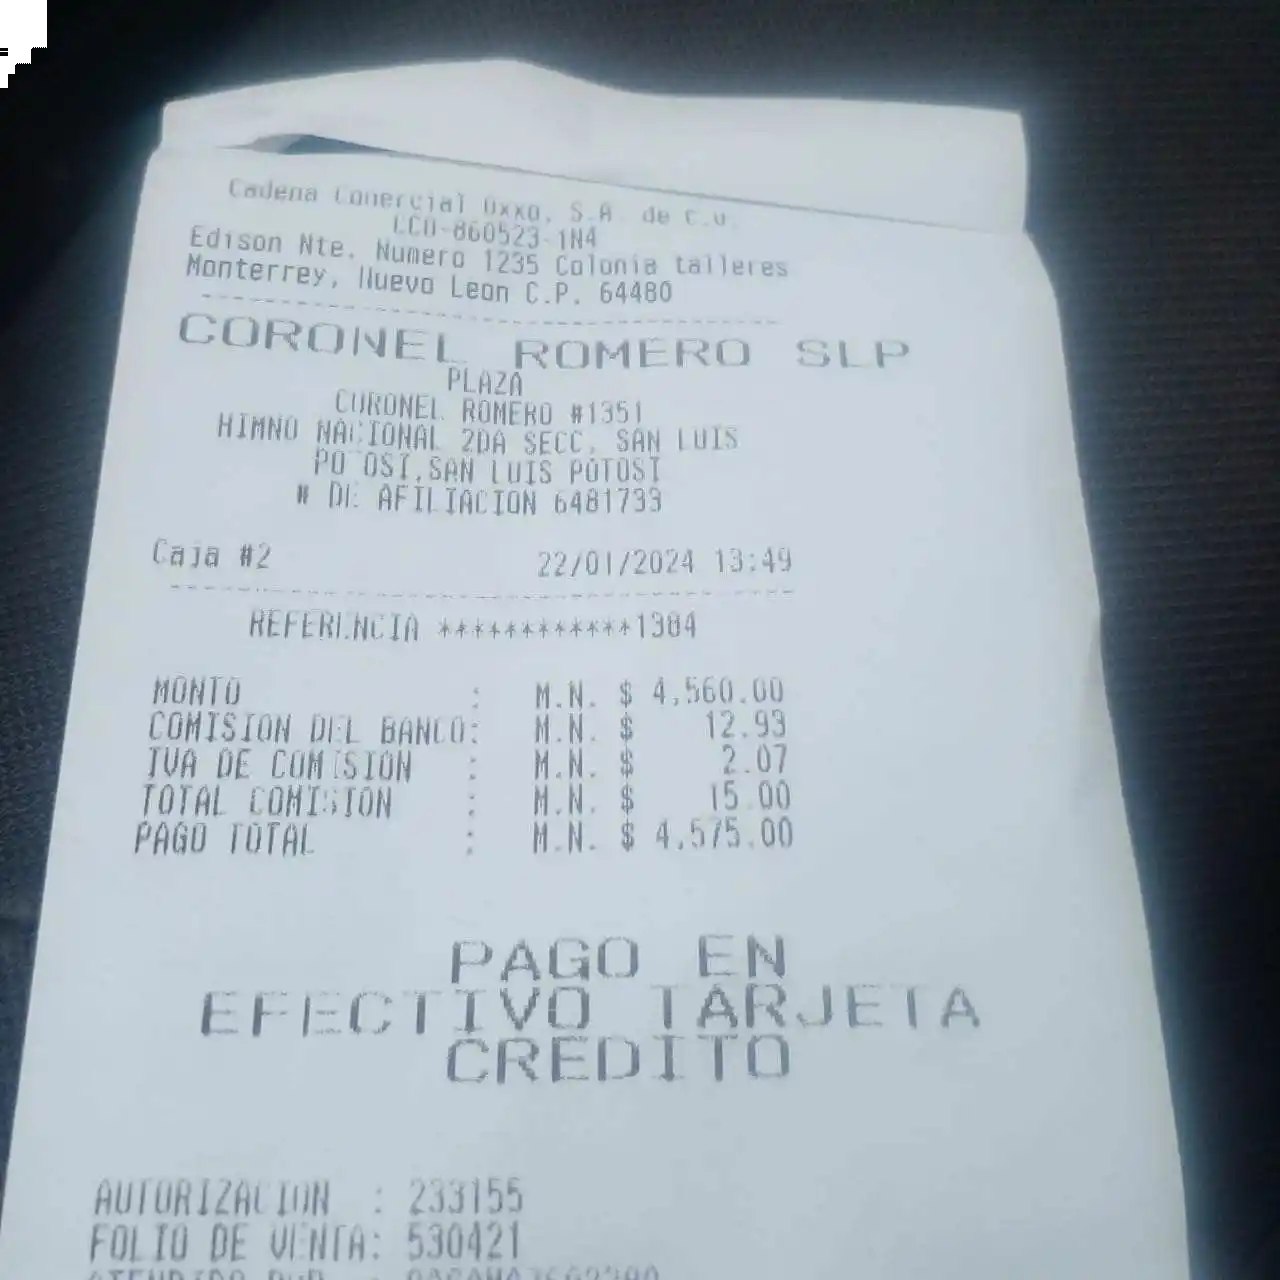 Cadena Comercial Oxxo, S.A. de C.V.
CCO-860523-1N4
Edison Nte. Numero 1235 Colonia talleres
Monterrey, Nuevo Leon C.P. 64480
CORONEL ROMERO SLP
PLAZA
CORONEL ROMERO #1351
HIMNO NACIONAL 2DA SECC, SAN LUIS
POTOSI,SAN LUIS POTOSI
# DE AFILIACION 6481733
Caja #2 22/01/2024 13:49
REFERENCIA ************1384
MONTO : M.N. $ 4,560.00
COMISION DEL BANCO: M.N. $ 12.93
IVA DE COMISION : M.N. $ 2.07
TOTAL COMISION : M.N. $ 15.00
PAGO TOTAL : M.N. $ 4,575.00
PAGO EN
EFECTIVO TARJETA
CREDITO
AUTORIZACION : 233155
FOLIO DE VENTA: 530421
ATENDIDO POR :